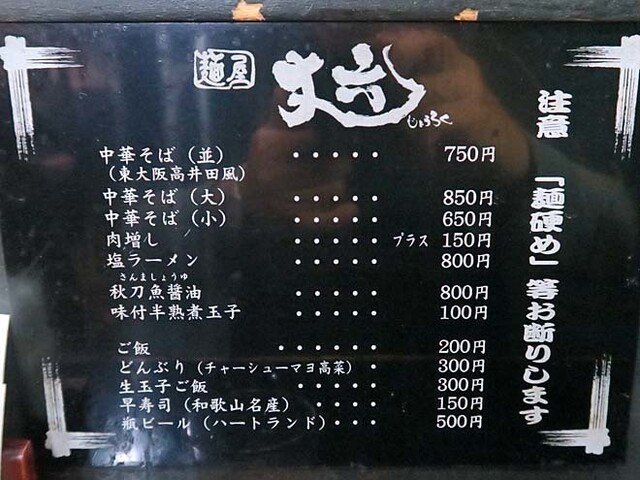 麺屋
丈六
じょうろく
中華そば（並）・・・・・ 750円
（東大阪高井田風）
中華そば（大）・・・・・ 850円
中華そば（小）・・・・・ 650円
肉増し ・・・・・ プラス 150円
塩ラーメン ・・・・・ 800円
さんましょうゆ
秋刀魚醤油 ・・・・・ 800円
味付半熟煮玉子 ・・・・・ 100円
ご飯 ・・・・・・ 200円
どんぶり（チャーシューマヨ高菜）・ 300円
生玉子ご飯 ・・・・・ 300円
早寿司（和歌山名産）・・・ 150円
瓶ビール（ハートランド）・・・ 500円
注意 「麺硬め」等お断りします